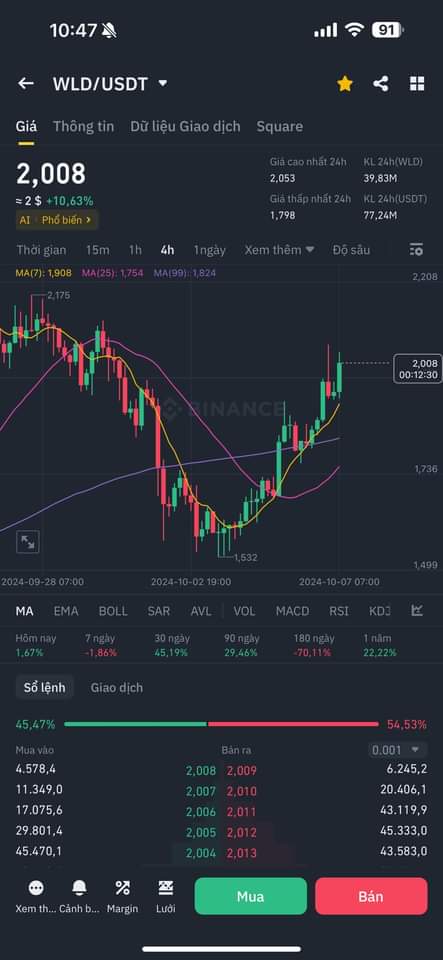 10:47
91
WLD/USDT
Giá Thông tin Dữ liệu Giao dịch Square
2,008
≈ 2 $ +10,63%
AI Phổ biến >
Giá cao nhất 24h KL 24h(WLD)
2,053 39,83M
Giá thấp nhất 24h KL 24h(USDT)
1,798 77,24M
Thời gian 15m 1h 4h 1ngày Xem thêm Độ sâu
MA(7): 1,908 MA(25): 1,754 MA(99): 1,824
2,208
2,175
2,008
00:12:30
BINANCE
1,736
1,532
1,499
2024-09-28 07:00 2024-10-02 19:00 2024-10-07 07:00
MA EMA BOLL SAR AVL VOL MACD RSI KDJ
Hôm nay 7 ngày 30 ngày 90 ngày 180 ngày 1 năm
1,67% -1,86% 45,19% 29,46% -70,11% 22,22%
Sổ lệnh Giao dịch
45,47% 54,53%
Mua vào Bán ra 0.001
4.578,4 2,008 2,009 6.245,2
11.349,0 2,007 2,010 20.406,1
17.075,6 2,006 2,011 43.119,9
29.801,4 2,005 2,012 45.333,0
45.470,1 2,004 2,013 43.583,0
Xem th... Cảnh b... Margin Lưới Mua Bán